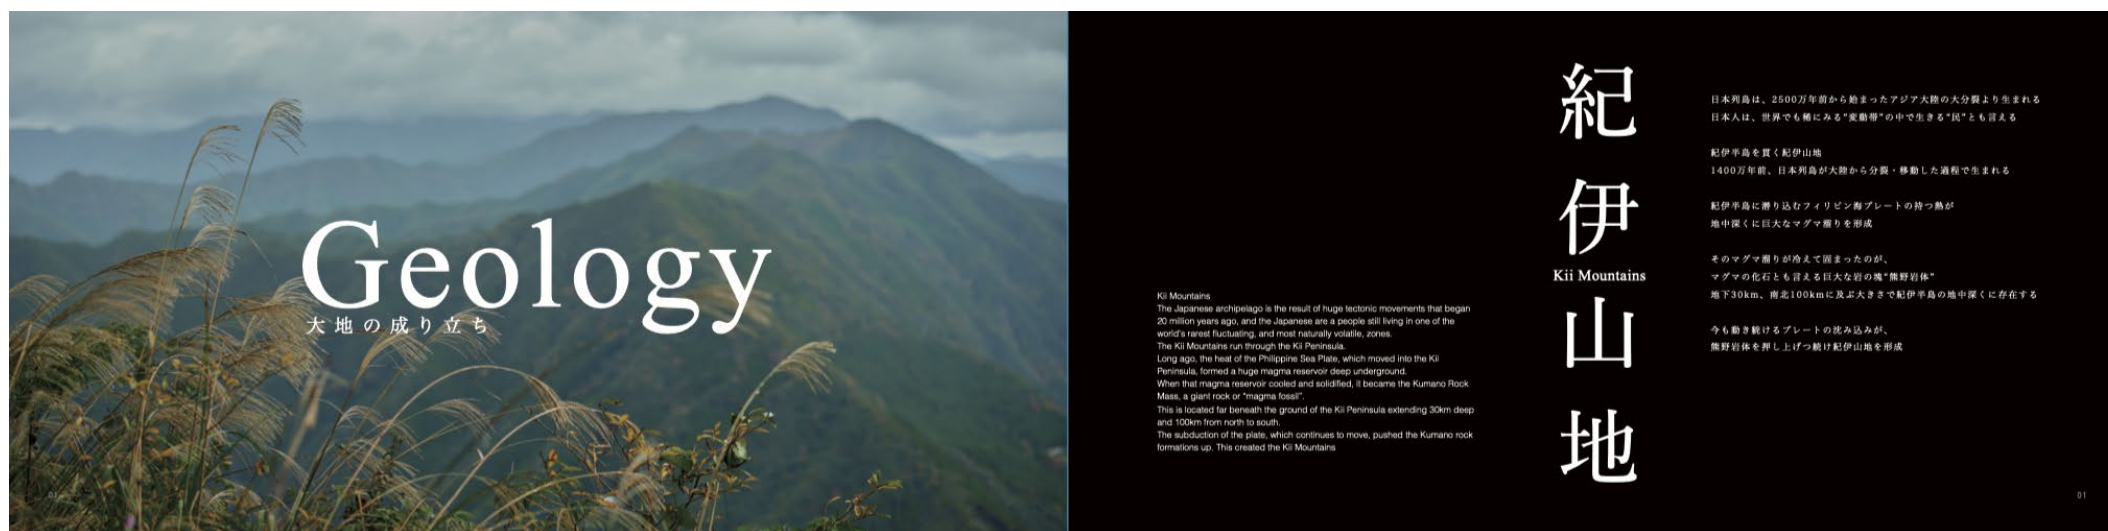 Geology
大地の成り立ち
01
紀伊山地
Kii Mountains
日本列島は、2500万年前から始まったアジア大陸の大分裂より生まれる
日本人は、世界でも稀にみる"変動帯"の中で生きる"民"とも言える
紀伊半島を貫く紀伊山地
1400万年前、日本列島が大陸から分裂・移動した過程で生まれる
紀伊半島に潜り込むフィリピン海プレートの持つ熱が
地中深くに巨大なマグマ溜りを形成
そのマグマ溜りが冷えて固まったのが、
マグマの化石とも言える巨大な岩の塊"熊野岩体"
地下30km、南北100kmに及ぶ大きさで紀伊半島の地中深くに存在する
今も動き続けるプレートの沈み込みが、
熊野岩体を押し上げつ続け紀伊山地を形成
Kii Mountains
The Japanese archipelago is the result of huge tectonic movements that began
20 million years ago, and the Japanese are a people still living in one of the
world's rarest fluctuating, and most naturally volatile, zones.
The Kii Mountains run through the Kii Peninsula.
Long ago, the heat of the Philippine Sea Plate, which moved into the Kii
Peninsula, formed a huge magma reservoir deep underground.
When that magma reservoir cooled and solidified, it became the Kumano Rock
Mass, a giant rock or "magma fossil".
This is located far beneath the ground of the Kii Peninsula extending 30km deep
and 100km from north to south.
The subduction of the plate, which continues to move, pushed the Kumano rock
formations up. This created the Kii Mountains
01